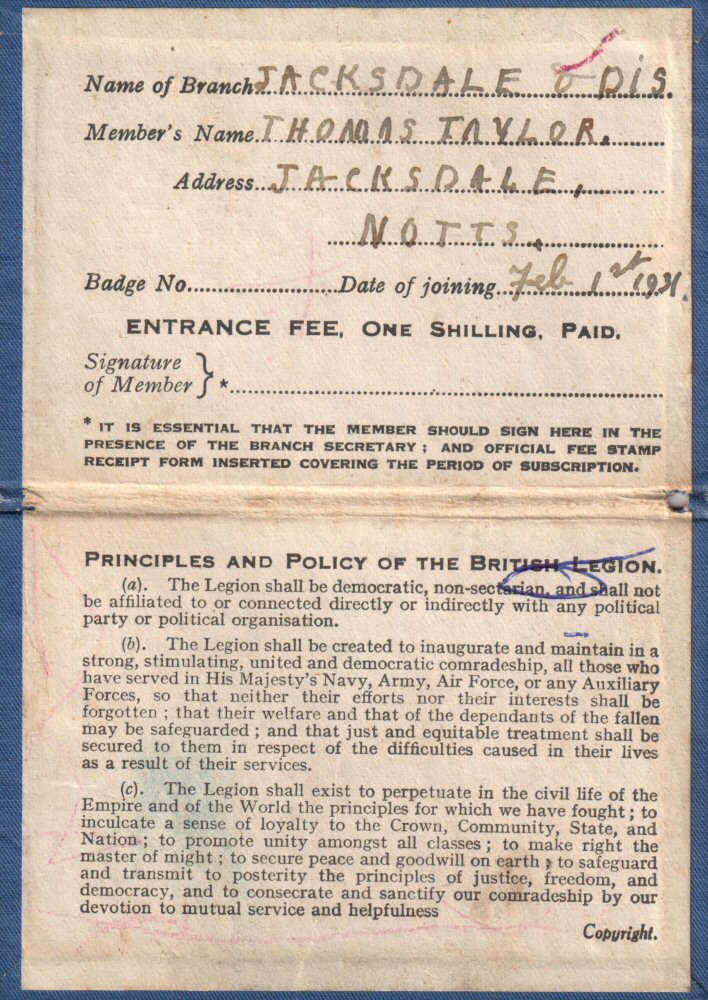 Name of Branch JACKSDALE & DIS.
Member's Name THOMAS TAYLOR.
Address JACKSDALE,
NOTTS.
Badge No. Date of joining Feb 1st 1931.
ENTRANCE FEE, ONE SHILLING, PAID.
Signature
of Member } *
* IT IS ESSENTIAL THAT THE MEMBER SHOULD SIGN HERE IN THE
PRESENCE OF THE BRANCH SECRETARY ; AND OFFICIAL FEE STAMP
RECEIPT FORM INSERTED COVERING THE PERIOD OF SUBSCRIPTION.
PRINCIPLES AND POLICY OF THE BRITISH LEGION.
(a). The Legion shall be democratic, non-sectarian, and shall not
be affiliated to or connected directly or indirectly with any political
party or political organisation.
(b). The Legion shall be created to inaugurate and maintain in a
strong, stimulating, united and democratic comradeship, all those who
have served in His Majesty's Navy, Army, Air Force, or any Auxiliary
Forces, so that neither their efforts nor their interests shall be
forgotten ; that their welfare and that of the dependants of the fallen
may be safeguarded ; and that just and equitable treatment shall be
secured to them in respect of the difficulties caused in their lives
as a result of their services.
(c). The Legion shall exist to perpetuate in the civil life of the
Empire and of the World the principles for which we have fought ; to
inculcate a sense of loyalty to the Crown, Community, State, and
Nation ; to promote unity amongst all classes ; to make right the
master of might ; to secure peace and goodwill on earth ; to safeguard
and transmit to posterity the principles of justice, freedom, and
democracy, and to consecrate and sanctify our comradeship by our
devotion to mutual service and helpfulness
Copyright.